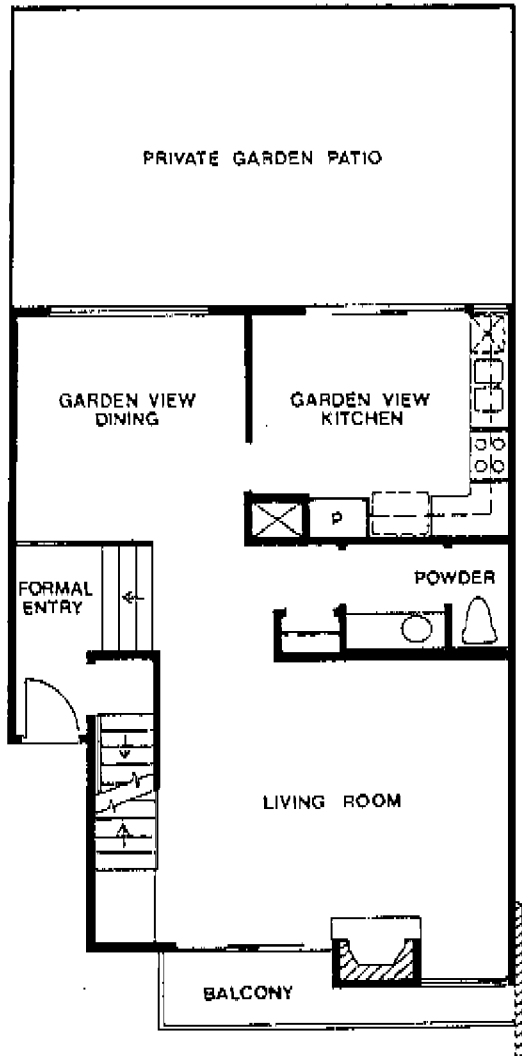 PRIVATE GARDEN PATIO
GARDEN VIEW
DINING
GARDEN VIEW
KITCHEN
P
FORMAL
ENTRY
POWDER
LIVING ROOM
BALCONY